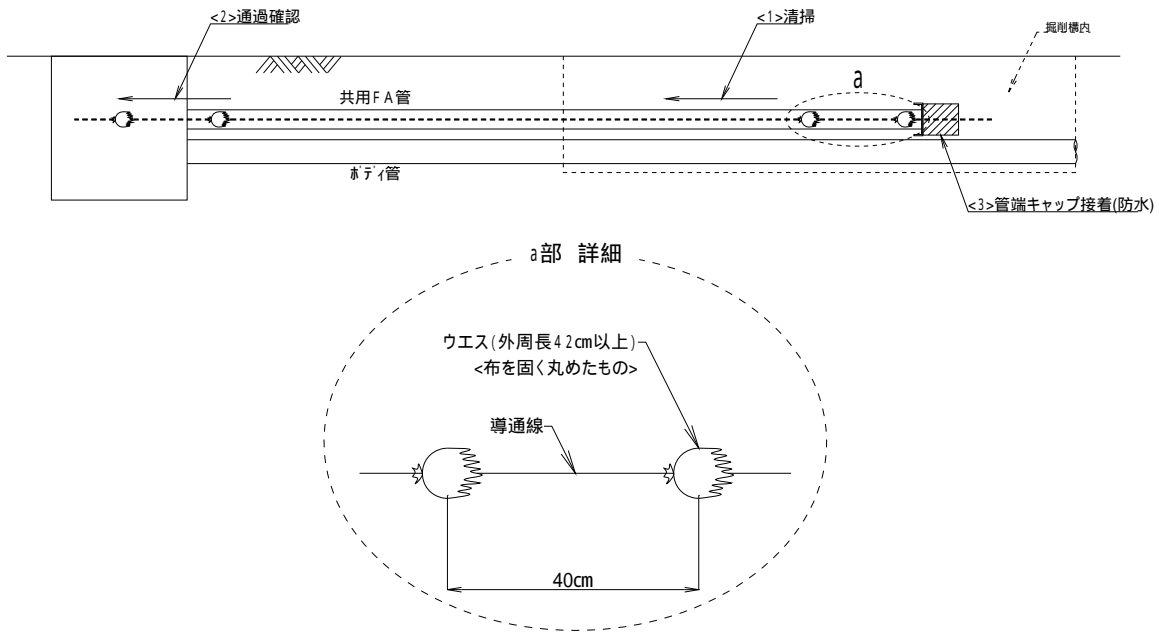 <2>通過確認
<1>清掃
掘削構内
a
共用FA管
ボディ管
<3>管端キャップ接着(防水)
a部 詳細
ウエス(外周長42cm以上)
<布を固く丸めたもの>
導通線
40cm